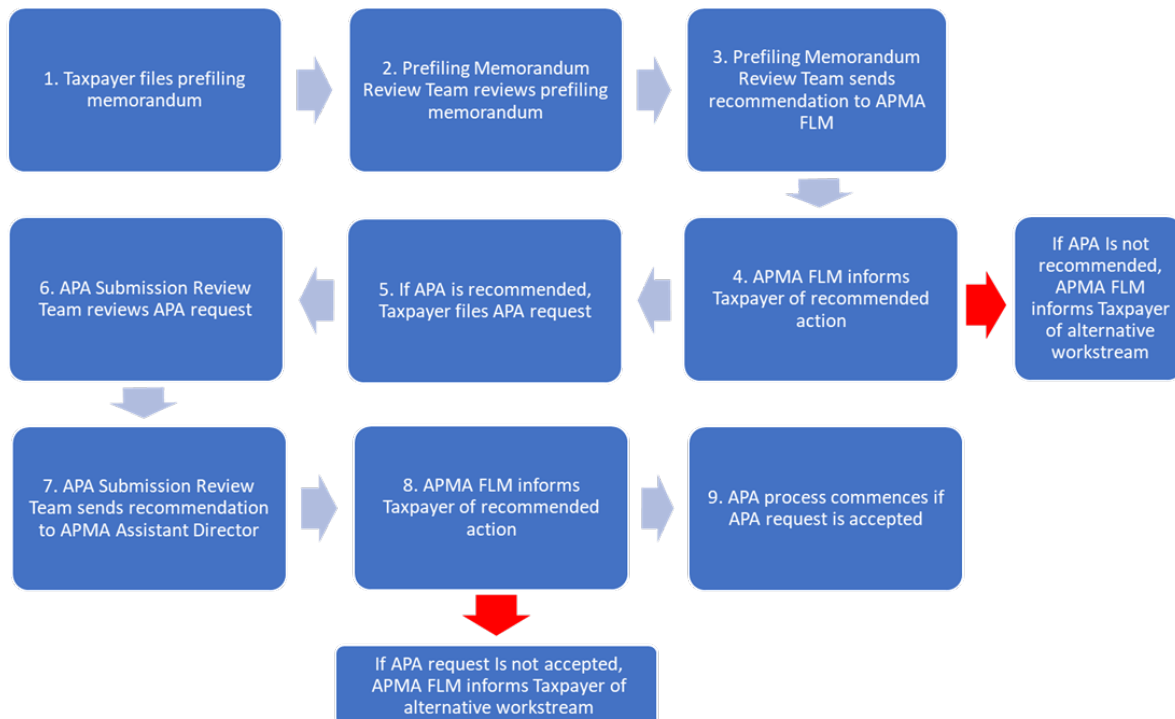 1. Taxpayer files prefiling
memorandum
2. Prefiling Memorandum
Review Team reviews prefiling
memorandum
3. Prefiling Memorandum
Review Team sends
recommendation to APMA
FLM
4. APMA FLM informs
Taxpayer of recommended
action
If APA Is not
recommended,
APMA FLM
informs Taxpayer
of alternative
workstream
5. If APA is recommended,
Taxpayer files APA request
6. APA Submission Review
Team reviews APA request
7. APA Submission Review
Team sends recommendation
to APMA Assistant Director
8. APMA FLM informs
Taxpayer of recommended
action
9. APA process commences if
APA request is accepted
If APA request Is not accepted,
APMA FLM informs Taxpayer of
alternative workstream